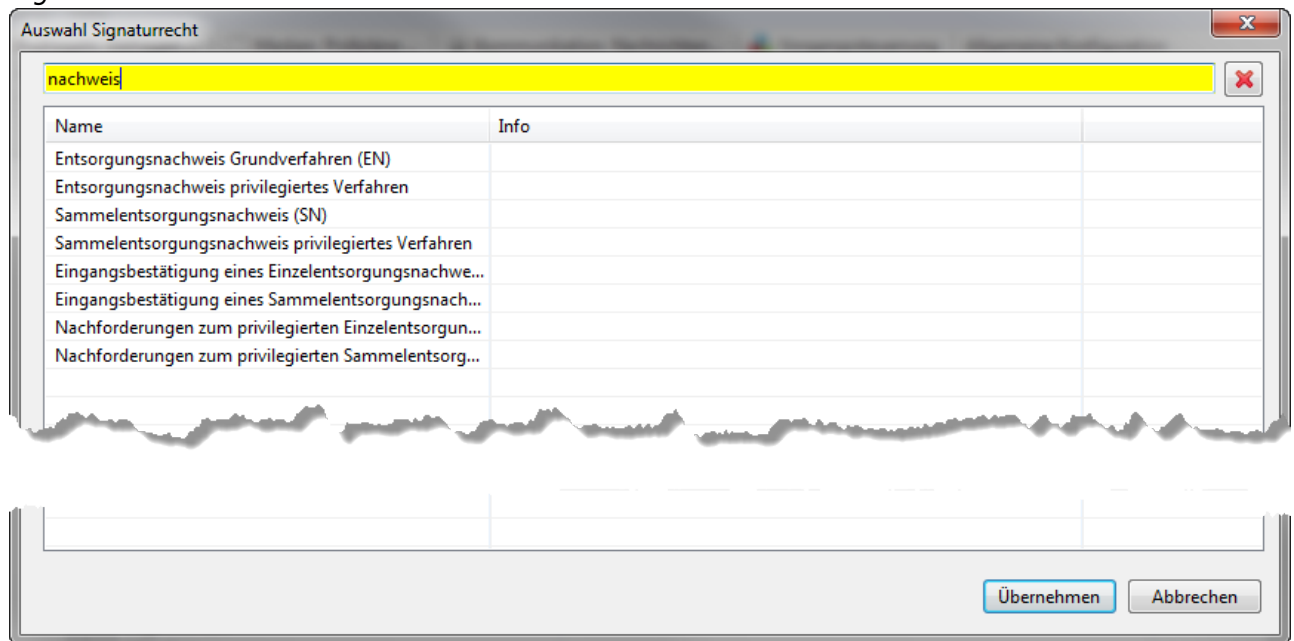 Auswahl Signaturrecht
nachweis
Name Info
Entsorgungsnachweis Grundverfahren (EN)
Entsorgungsnachweis privilegiertes Verfahren
Sammelentsorgungsnachweis (SN)
Sammelentsorgungsnachweis privilegiertes Verfahren
Eingangsbestätigung eines Einzelentsorgungsnachwe...
Eingangsbestätigung eines Sammelentsorgungsnach...
Nachforderungen zum privilegierten Einzelentsorgun...
Nachforderungen zum privilegierten Sammelentsorg...
Übernehmen Abbrechen